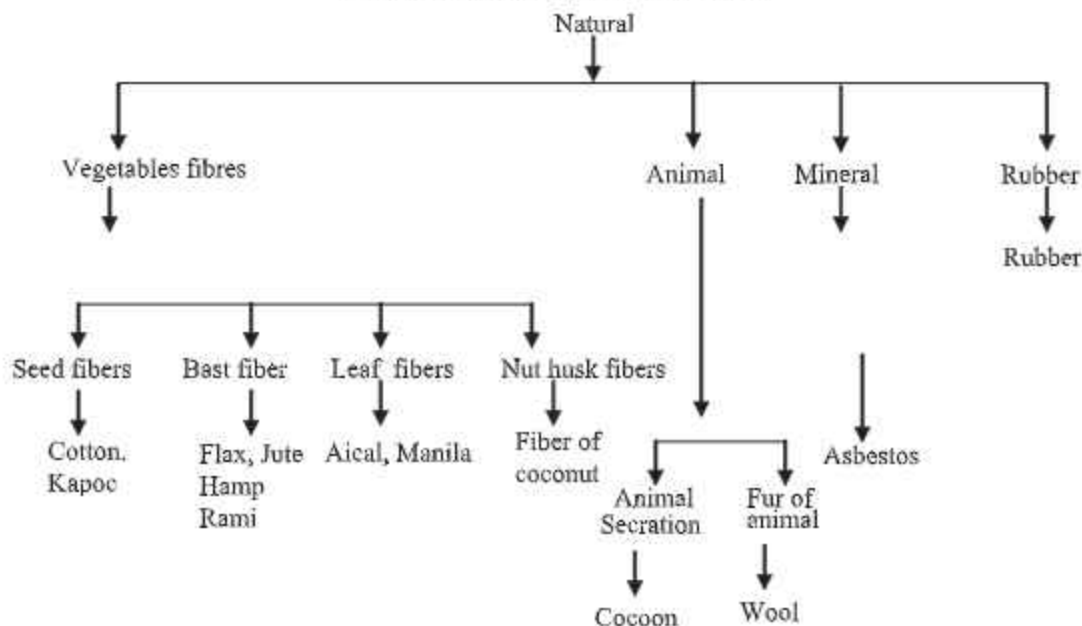 Natural
Vegetables fibres
Animal
Mineral
Rubber
Rubber
Seed fibers
Bast fiber
Leaf fibers
Nut husk fibers
Cotton.
Kapoc
Flax, Jute
Hamp
Rami
Aical, Manila
Fiber of
coconut
Asbestos
Animal
Secration
Fur of
animal
Cocoon
Wool